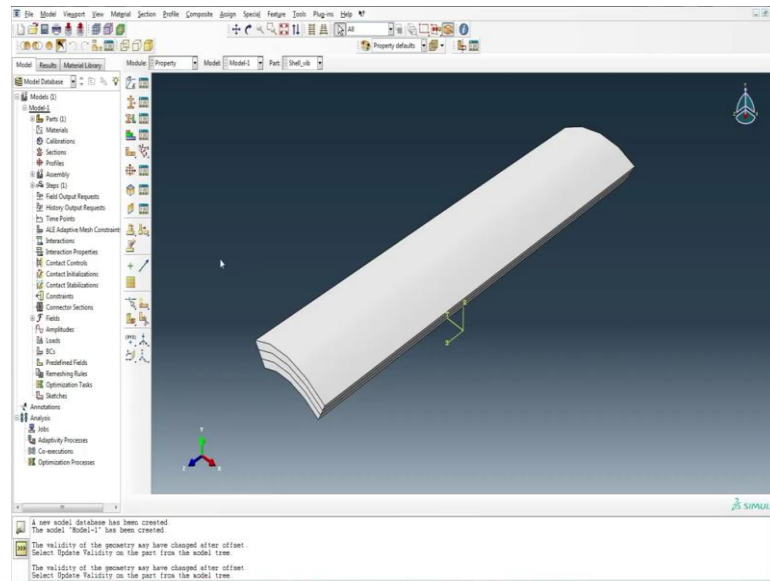 File Model Viewport View Material Section Profile Composite Assign Special Feature Tools Plug-ins Help
All
Property defaults
Model Results Material Library Module: Property Model: Model-1 Part: Shell_vib
Model Database
Models (1)
Model-1
Parts (1)
Materials
Calibrations
Sections
Profiles
Assembly
Steps (1)
Field Output Requests
History Output Requests
Time Points
ALE Adaptive Mesh Constraint
Interactions
Interaction Properties
Contact Controls
Contact Initializations
Contact Stabilizations
Constraints
Connector Sections
Fields
Amplitudes
Loads
BCs
Predefined Fields
Remeshing Rules
Optimization Tasks
Sketches
Annotations
Analysis
Jobs
Adaptivity Processes
Co-executions
Optimization Processes
Y
Z X
SIMUL
A new model database has been created.
The model "Model-1" has been created.
The validity of the geometry may have changed after offset.
Select Update Validity on the part from the model tree.
The validity of the geometry may have changed after offset.
Select Update Validity on the part from the model tree.